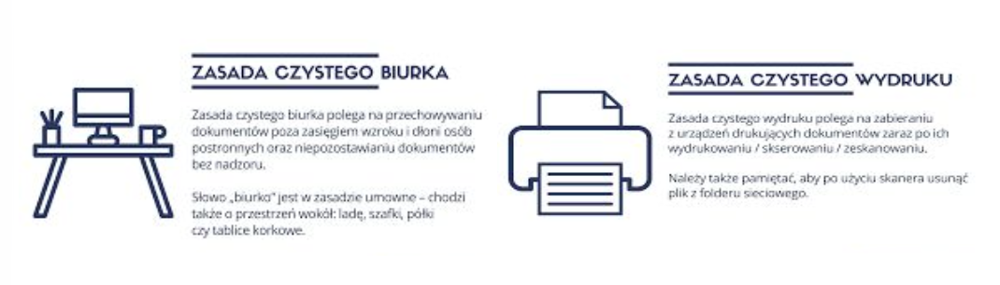 ZASADA CZYSTEGO BIURKA
Zasada czystego biurka polega na przechowywaniu
dokumentów poza zasięgiem wzroku i dłoni osób
postronnych oraz niepozostawianiu dokumentów
bez nadzoru.
Słowo „biurko” jest w zasadzie umowne – chodzi
także o przestrzeń wokół: ladę, szafki, półki
czy tablice korkowe.
ZASADA CZYSTEGO WYDRUKU
Zasada czystego wydruku polega na zabieraniu
z urządzeń drukujących dokumentów zaraz po ich
wydrukowaniu / skserowaniu / zeskanowaniu.
Należy także pamiętać, aby po użyciu skanera usunąć
plik z folderu sieciowego.